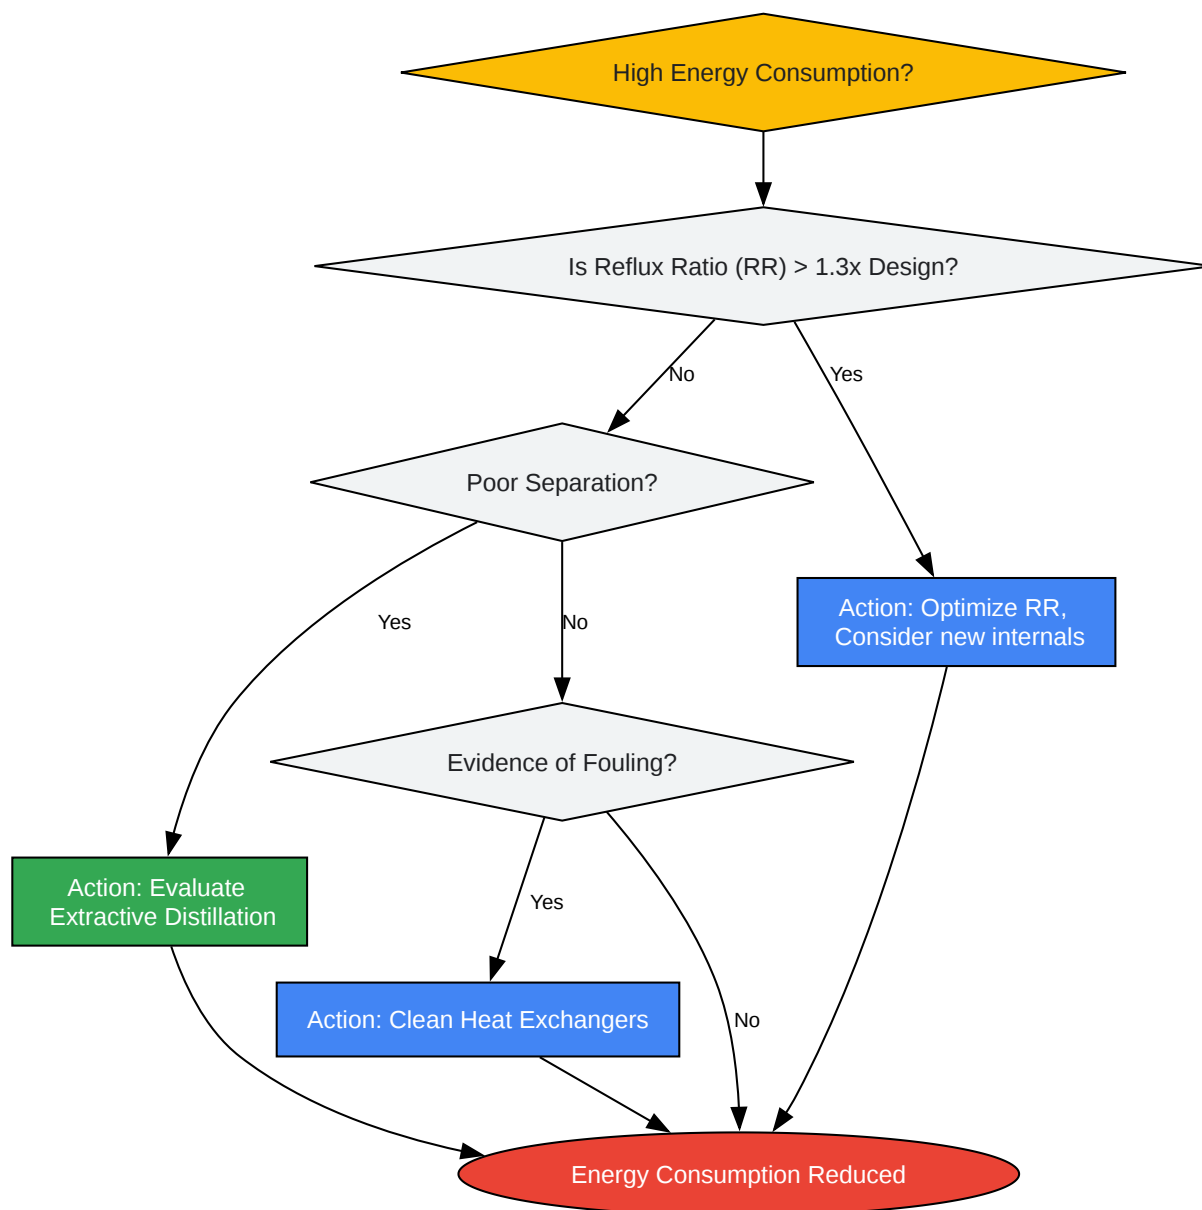 High Energy Consumption?
Is Reflux Ratio (RR) > 1.3x Design?
No
Yes
Poor Separation?
Action: Optimize RR,
Consider new internals
Yes
No
Evidence of Fouling?
Action: Evaluate
Extractive Distillation
Yes
Action: Clean Heat Exchangers
No
Energy Consumption Reduced